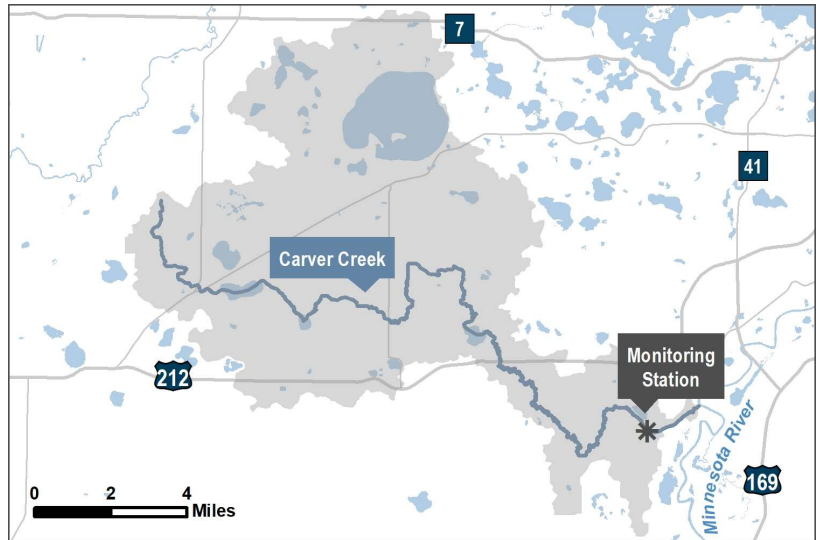 7
41
Carver Creek
Monitoring
Station
212
Minnesota River
169
0 2 4
Miles